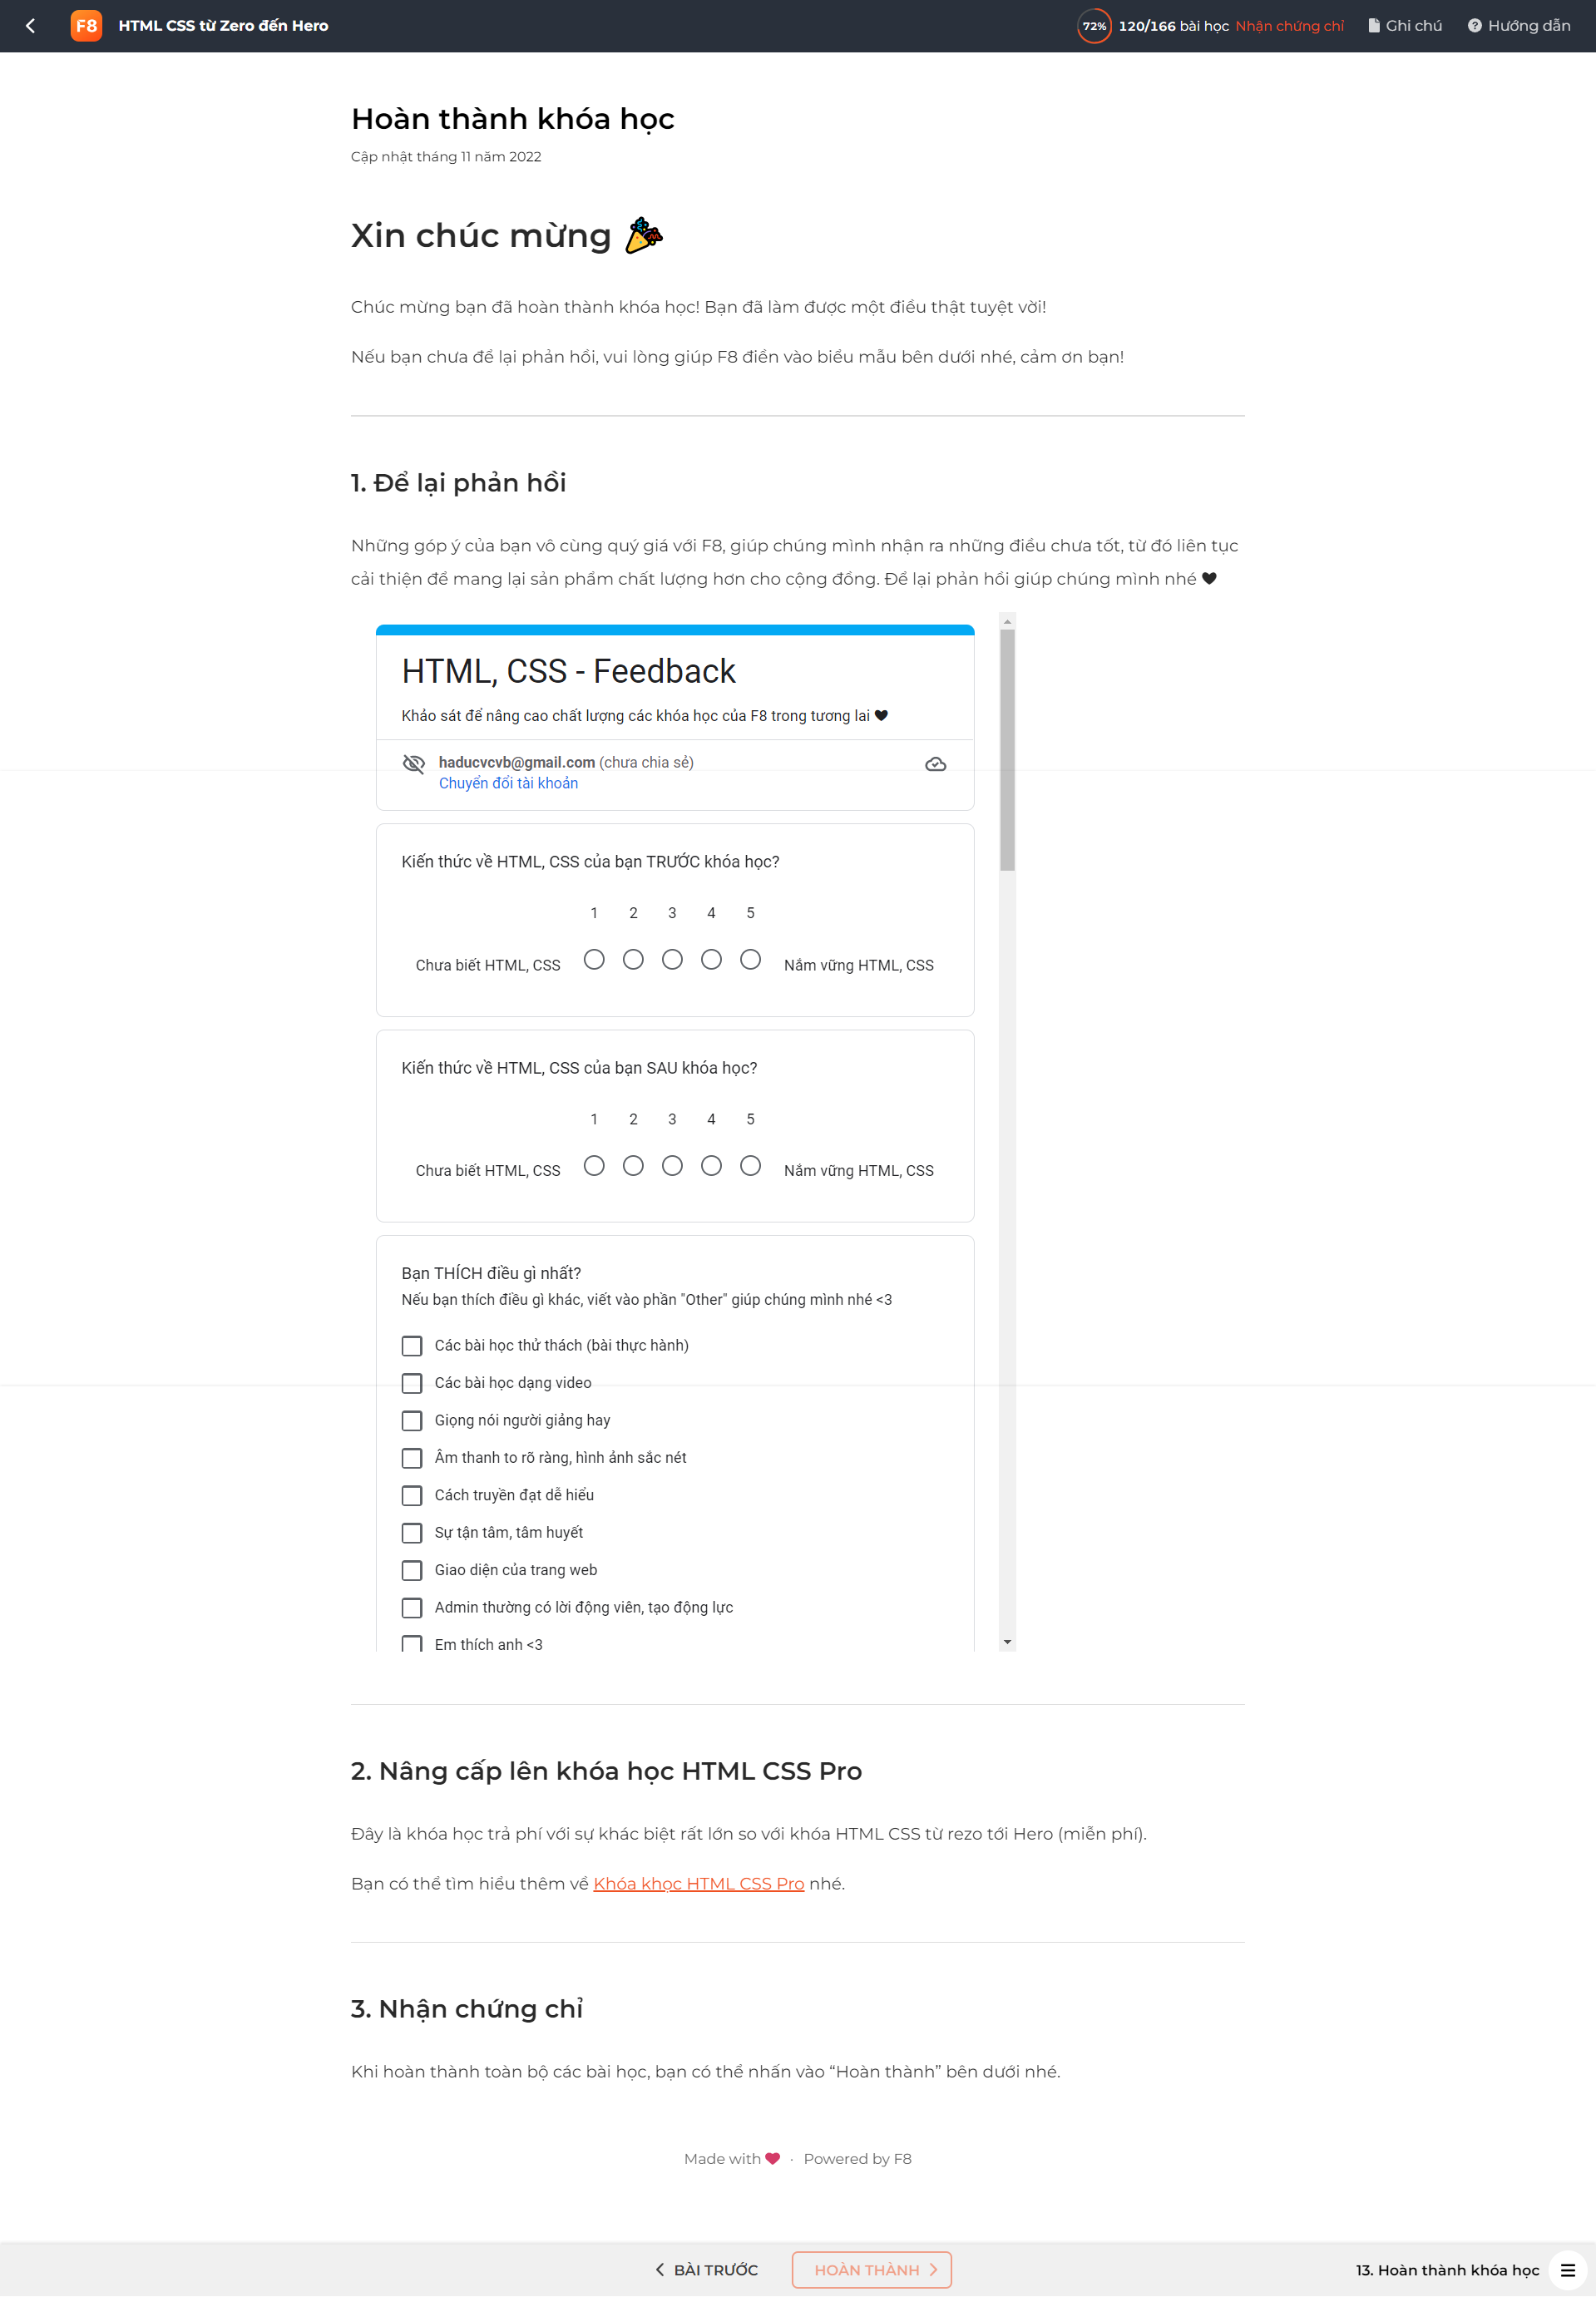 F8 HTML CSS từ Zero đến Hero 72% 120/166 bài học Nhận chứng chỉ Ghi chú Hướng dẫn
Hoàn thành khóa học
Cập nhật tháng 11 năm 2022
Xin chúc mừng 🎉
Chúc mừng bạn đã hoàn thành khóa học! Bạn đã làm được một điều thật tuyệt vời!
Nếu bạn chưa để lại phản hồi, vui lòng giúp F8 điền vào biểu mẫu bên dưới nhé, cảm ơn bạn!
1. Để lại phản hồi
Những góp ý của bạn vô cùng quý giá với F8, giúp chúng mình nhận ra những điều chưa tốt, từ đó liên tục
cải thiện để mang lại sản phẩm chất lượng hơn cho cộng đồng. Để lại phản hồi giúp chúng mình nhé ♥
HTML, CSS - Feedback
Khảo sát để nâng cao chất lượng các khóa học của F8 trong tương lai ♥
haducvcvb@gmail.com (chưa chia sẻ)
Chuyển đổi tài khoản
Kiến thức về HTML, CSS của bạn TRƯỚC khóa học?
1 2 3 4 5
Chưa biết HTML, CSS Nắm vững HTML, CSS
Kiến thức về HTML, CSS của bạn SAU khóa học?
1 2 3 4 5
Chưa biết HTML, CSS Nắm vững HTML, CSS
Bạn THÍCH điều gì nhất?
Nếu bạn thích điều gì khác, viết vào phần "Other" giúp chúng mình nhé <3
Các bài học thử thách (bài thực hành)
Các bài học dạng video
Giọng nói người giảng hay
Âm thanh to rõ ràng, hình ảnh sắc nét
Cách truyền đạt dễ hiểu
Sự tận tâm, tâm huyết
Giao diện của trang web
Admin thường có lời động viên, tạo động lực
Em thích anh <3
2. Nâng cấp lên khóa học HTML CSS Pro
Đây là khóa học trả phí với sự khác biệt rất lớn so với khóa HTML CSS từ rezo tới Hero (miễn phí).
Bạn có thể tìm hiểu thêm về Khóa khọc HTML CSS Pro nhé.
3. Nhận chứng chỉ
Khi hoàn thành toàn bộ các bài học, bạn có thể nhấn vào “Hoàn thành” bên dưới nhé.
Made with ♥ · Powered by F8
BÀI TRƯỚC HOÀN THÀNH 13. Hoàn thành khóa học